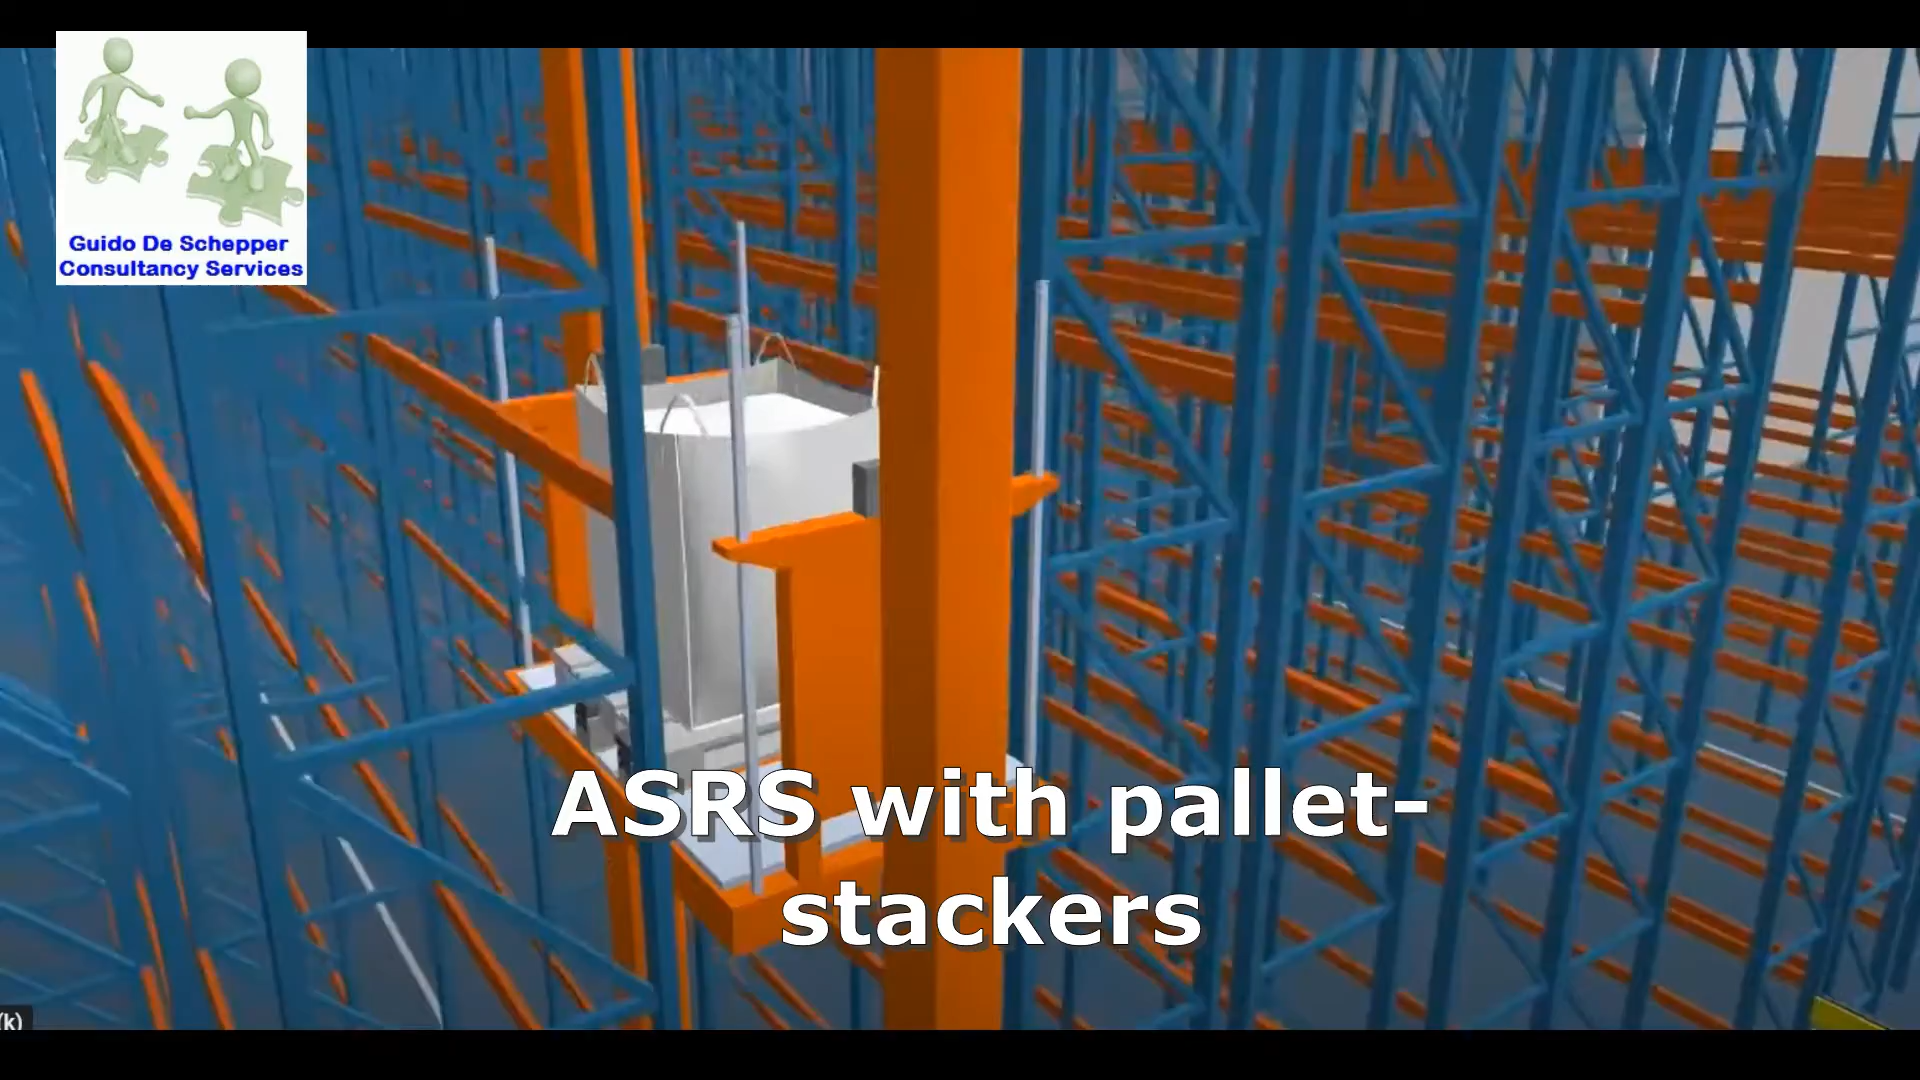 Guido De Schepper
Consultancy Services
ASRS with pallet-
stackers
(k)